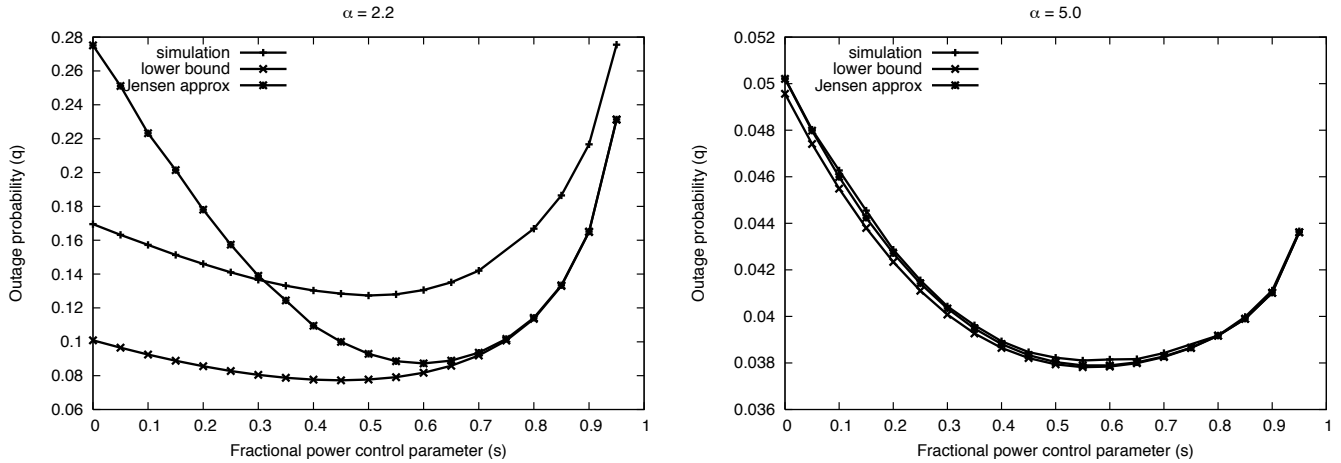 α = 2.2
0.28
0.26
0.24
0.22
0.2
0.18
0.16
0.14
0.12
0.1
0.08
0.06
Outage probability (q)
simulation
lower bound
Jensen approx
0 0.1 0.2 0.3 0.4 0.5 0.6 0.7 0.8 0.9 1
Fractional power control parameter (s)
α = 5.0
0.052
0.05
0.048
0.046
0.044
0.042
0.04
0.038
0.036
Outage probability (q)
simulation
lower bound
Jensen approx
0 0.1 0.2 0.3 0.4 0.5 0.6 0.7 0.8 0.9 1
Fractional power control parameter (s)